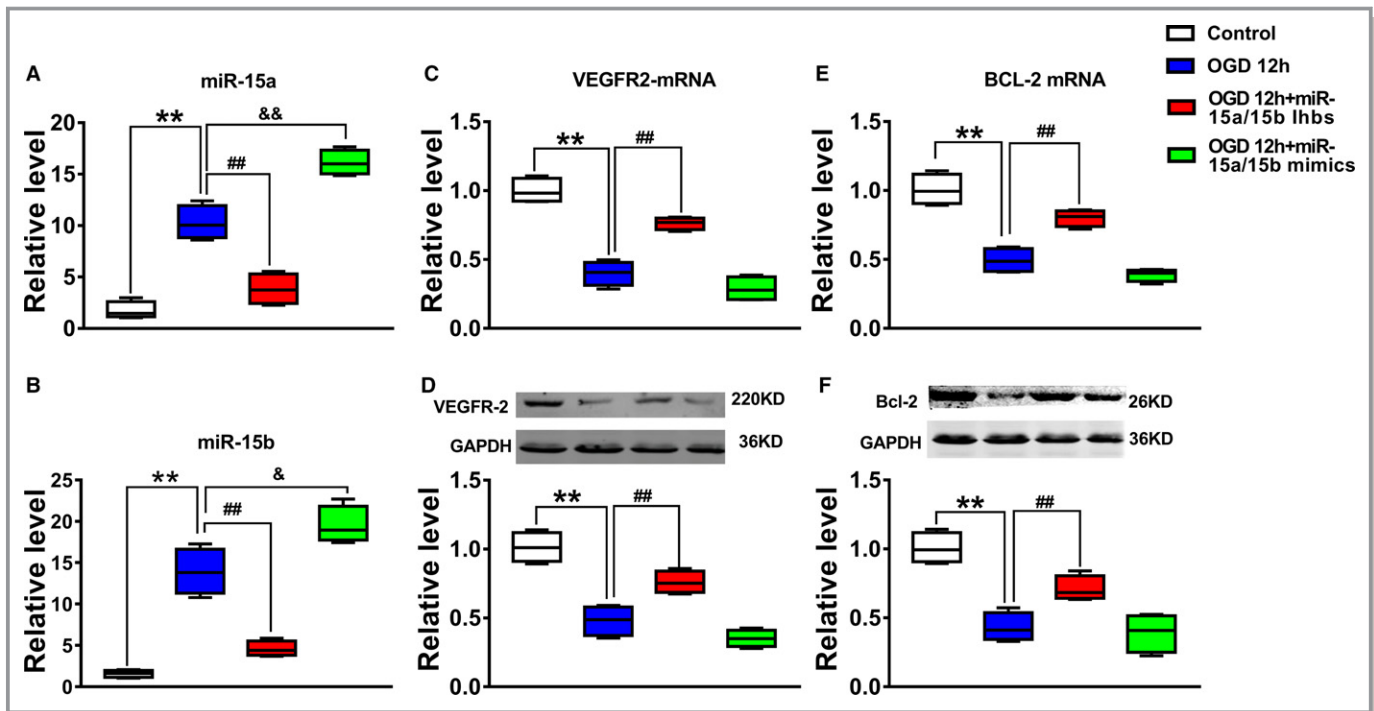 Control
OGD 12h
OGD 12h+miR-
15a/15b Ihbs
OGD 12h+miR-
15a/15b mimics
A
miR-15a
Relative level
20
15
10
5
0
**
##
&&
C
VEGFR2-mRNA
Relative level
1.5
1.0
0.5
0.0
**
##
E
BCL-2 mRNA
Relative level
1.5
1.0
0.5
0.0
**
##
B
miR-15b
Relative level
25
20
15
10
5
0
**
##
&
D
VEGFR-2
220KD
GAPDH
36KD
Relative level
1.5
1.0
0.5
0.0
**
##
F
Bcl-2
26KD
GAPDH
36KD
Relative level
1.5
1.0
0.5
0.0
**
##